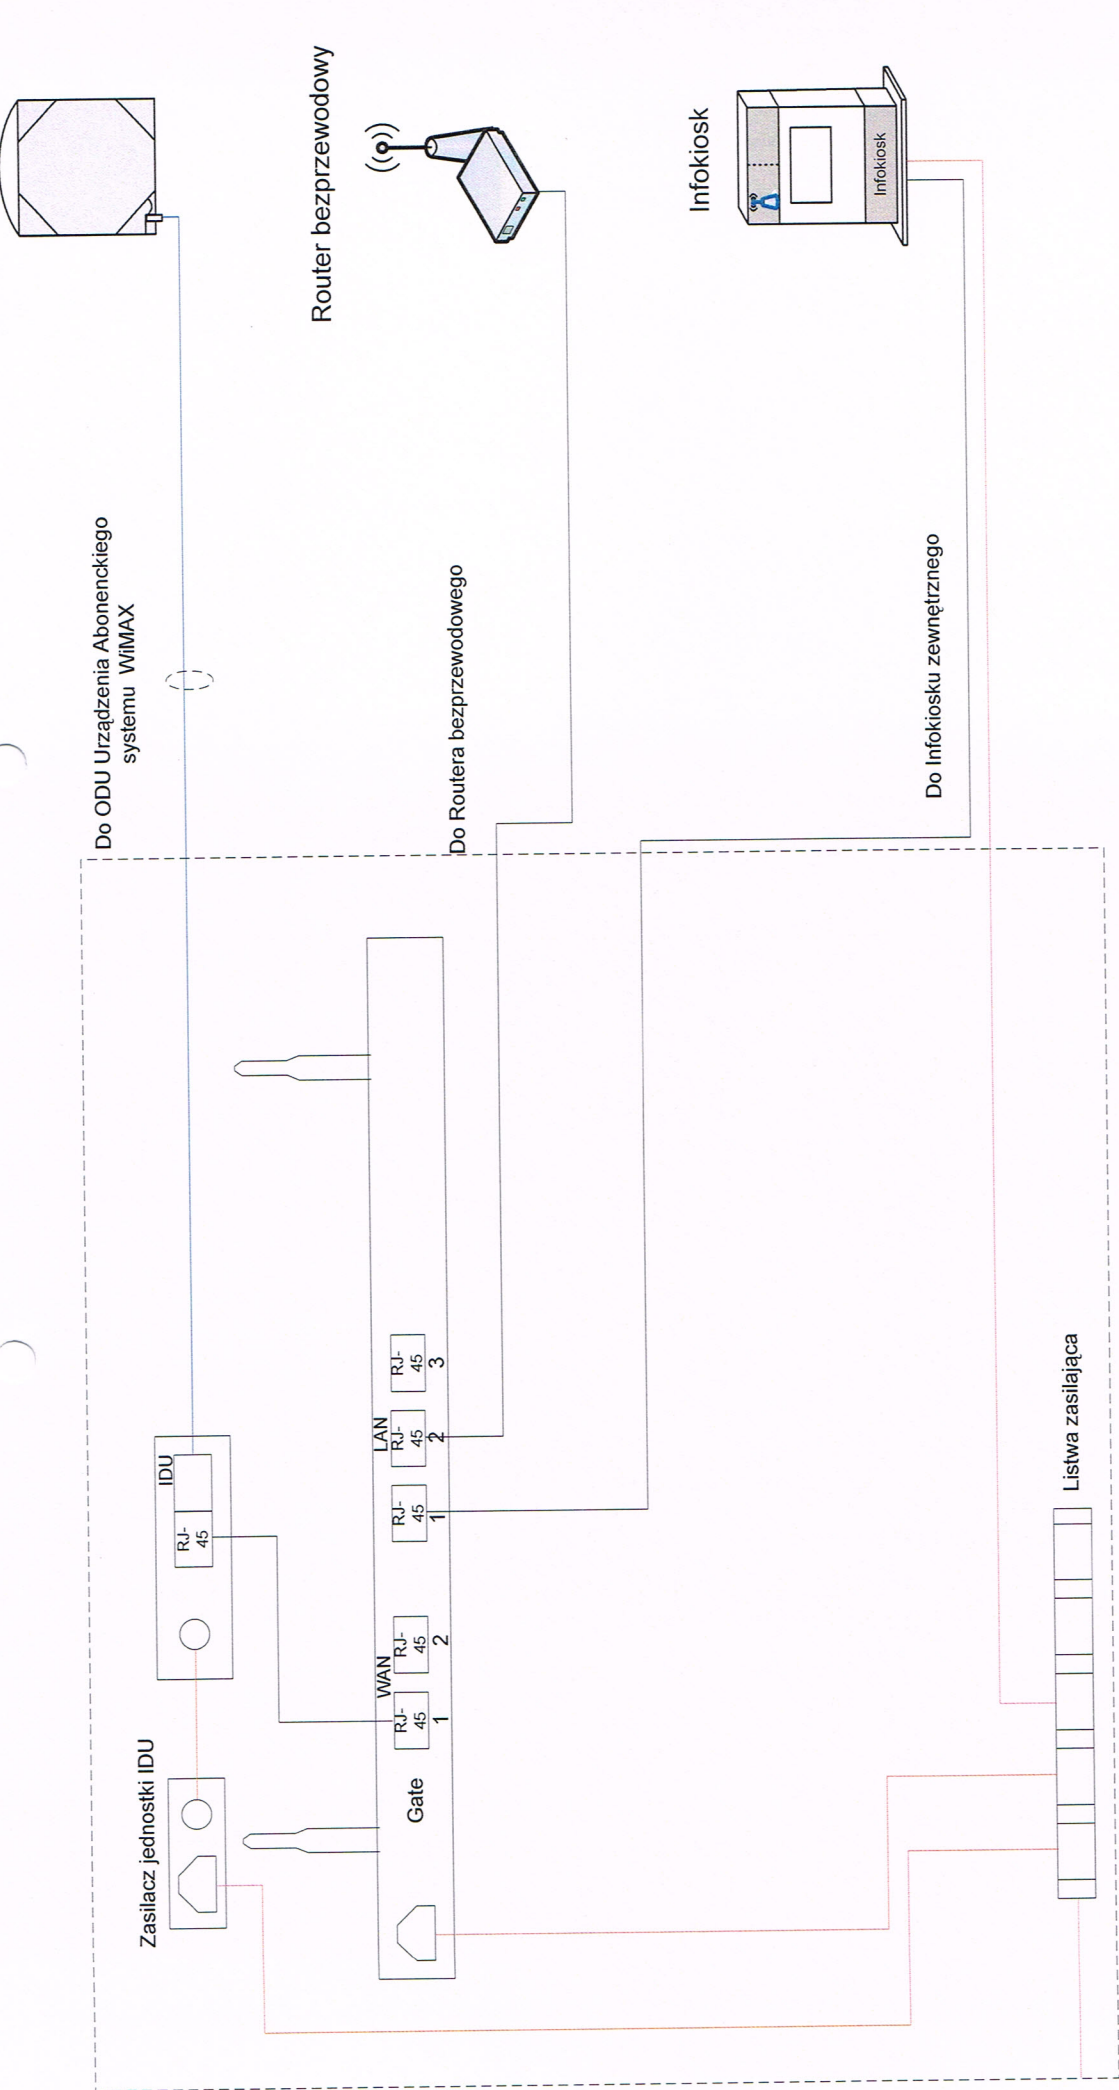 Do ODU Urządzenia Abonenckiego
systemu WiMAX
Router bezprzewodowy
Do Routera bezprzewodowego
Infokiosk
Infokiosk
Do Infokiosku zewnętrznego
Zasilacz jednostki IDU
IDU
RJ-
45
Gate
WAN
RJ-
45
1
RJ-
45
2
LAN
RJ-
45
1
RJ-
45
2
RJ-
45
3
Listwa zasilająca